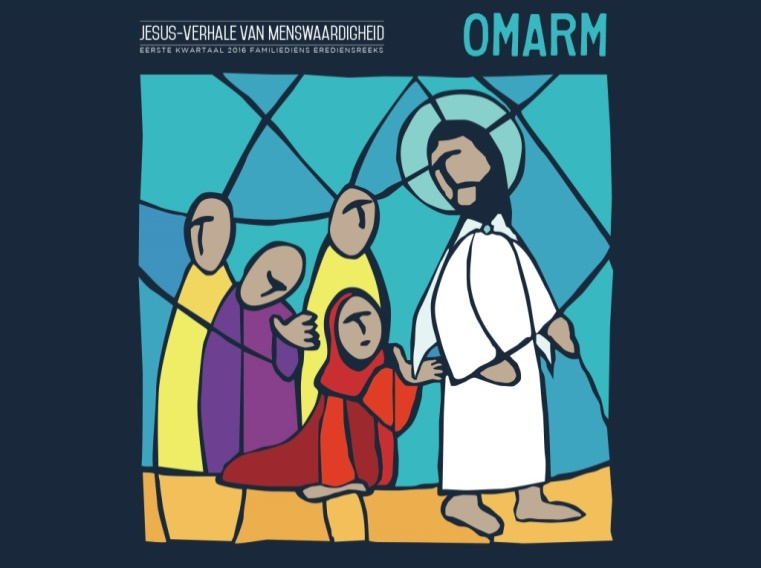 JESUS-VERHALE VAN MENSWAARDIGHEID
EERSTE KWARTAAL 2016 FAMILIEDIENS EREDIENSREEKS
OMARM